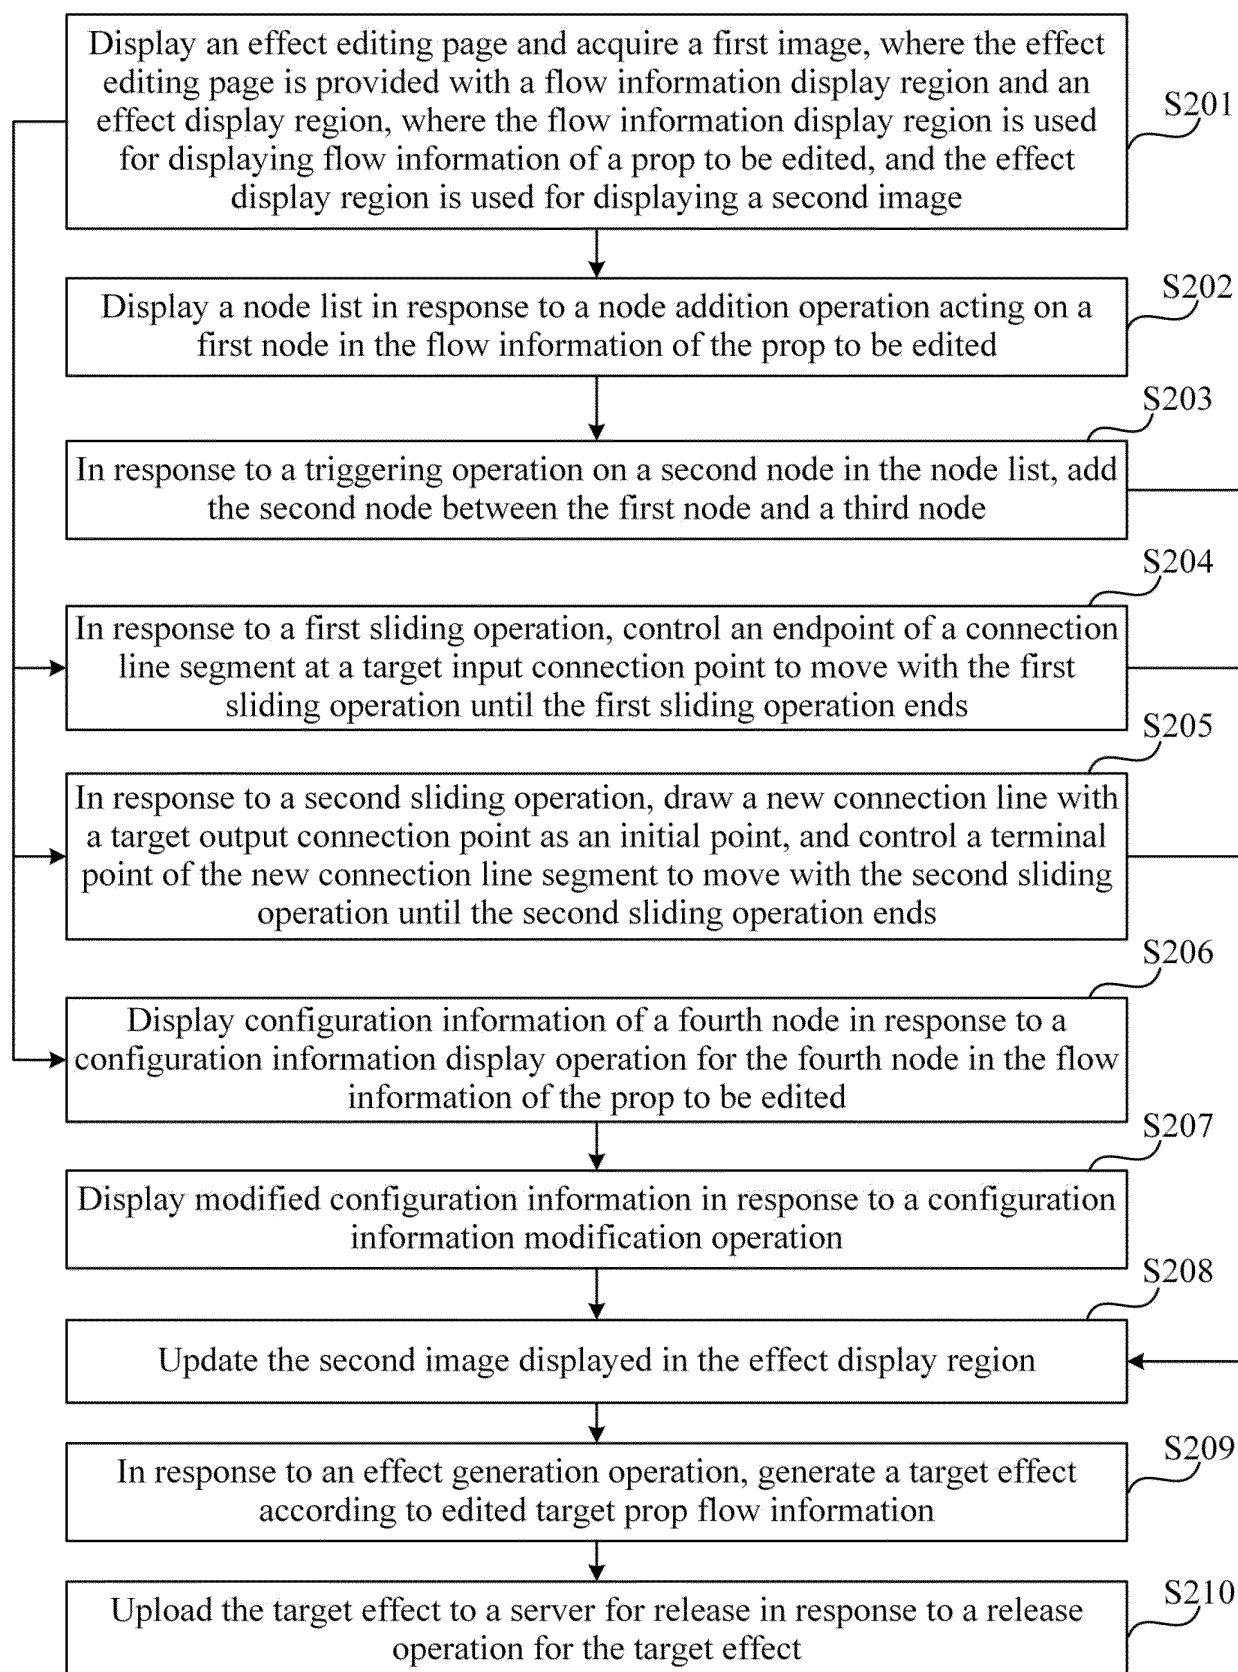 Display an effect editing page and acquire a first image, where the effect
editing page is provided with a flow information display region and an
effect display region, where the flow information display region is used
for displaying flow information of a prop to be edited, and the effect
display region is used for displaying a second image
S201
Display a node list in response to a node addition operation acting on a
first node in the flow information of the prop to be edited
S202
In response to a triggering operation on a second node in the node list, add
the second node between the first node and a third node
S203
In response to a first sliding operation, control an endpoint of a connection
line segment at a target input connection point to move with the first
sliding operation until the first sliding operation ends
S204
In response to a second sliding operation, draw a new connection line with
a target output connection point as an initial point, and control a terminal
point of the new connection line segment to move with the second sliding
operation until the second sliding operation ends
S205
Display configuration information of a fourth node in response to a
configuration information display operation for the fourth node in the flow
information of the prop to be edited
S206
Display modified configuration information in response to a configuration
information modification operation
S207
Update the second image displayed in the effect display region
S208
In response to an effect generation operation, generate a target effect
according to edited target prop flow information
S209
Upload the target effect to a server for release in response to a release
operation for the target effect
S210